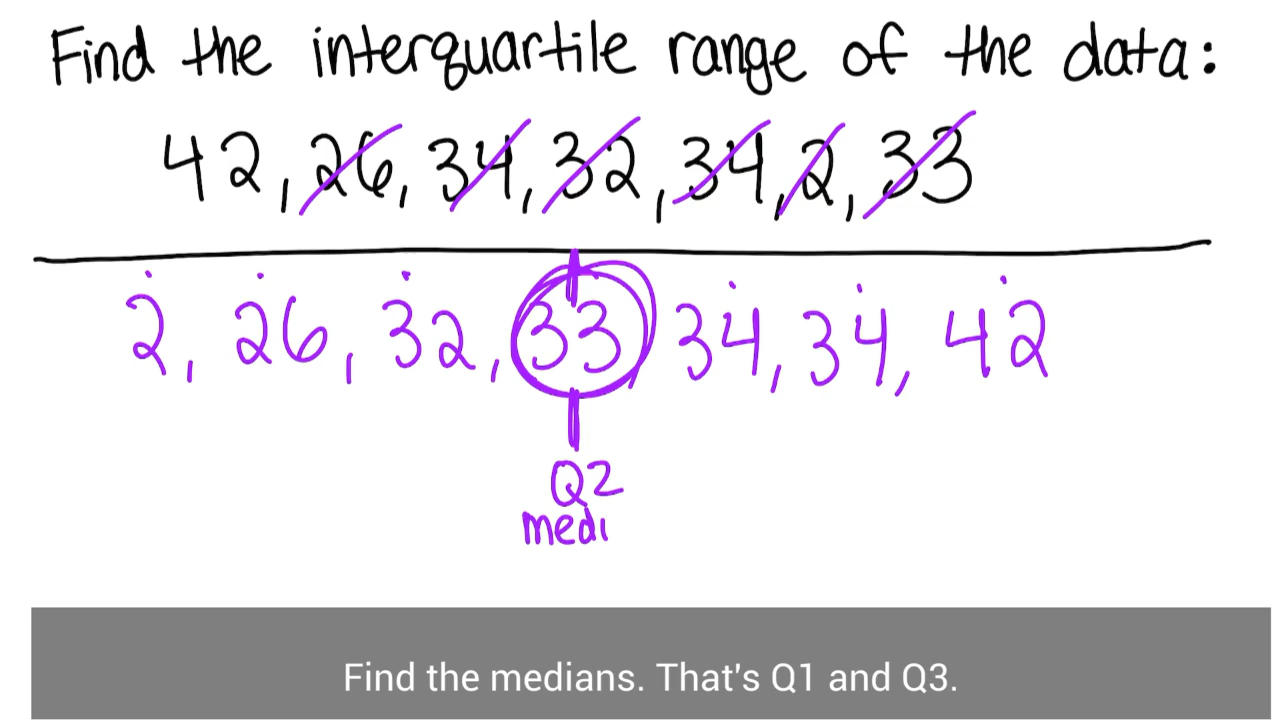 Find the interquartile range of the data:
42, 26, 34, 32, 34, 2, 33
2, 26, 32, 33, 34, 34, 42
Q2
medi
Find the medians. That's Q1 and Q3.